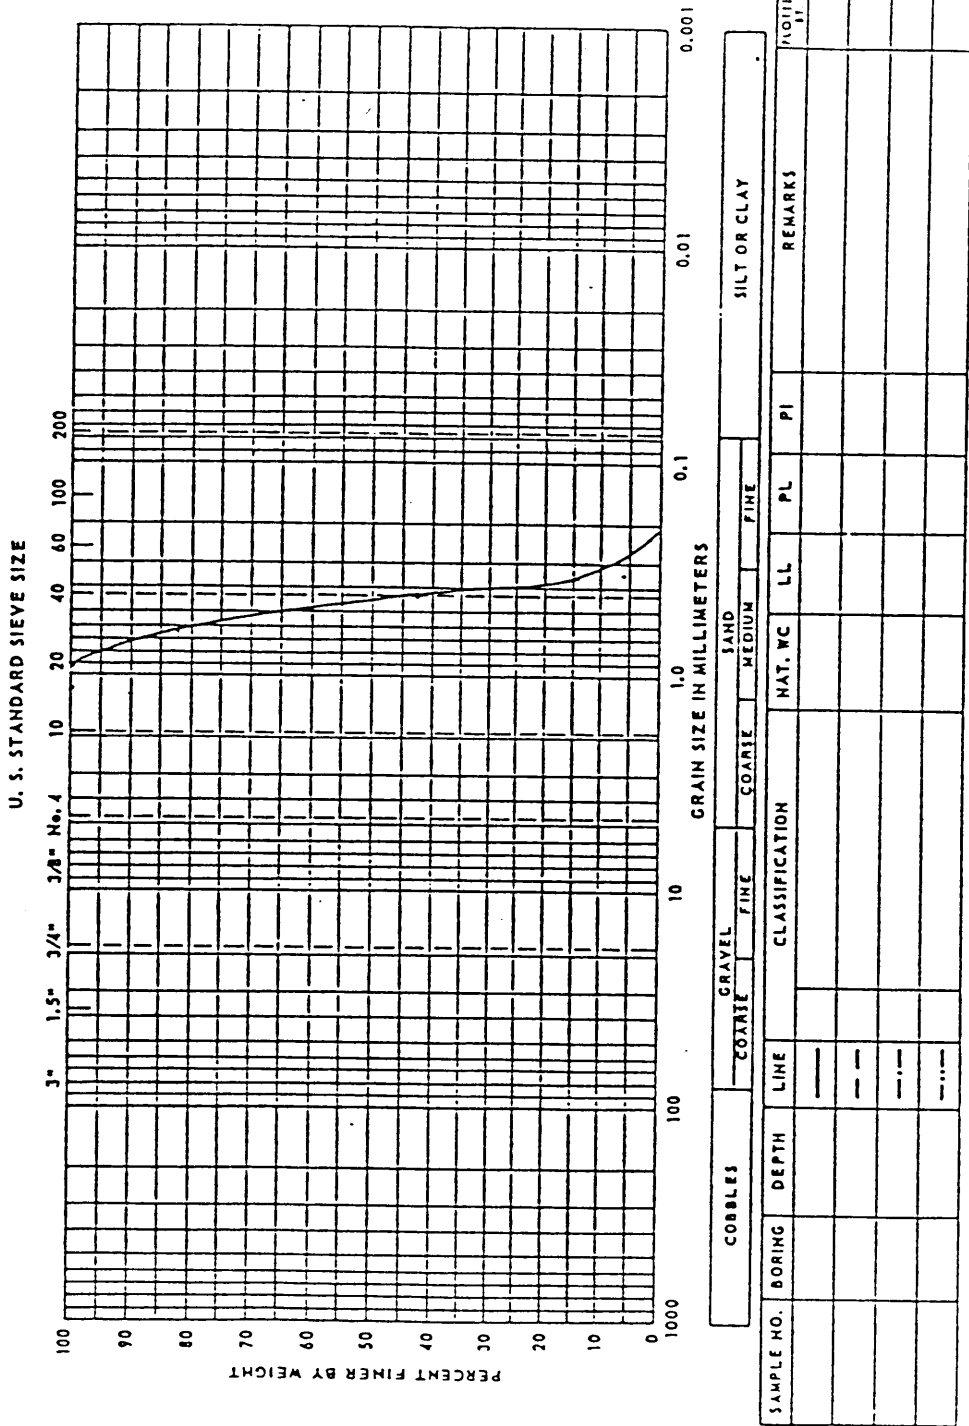 U. S. STANDARD SIEVE SIZE
3" 1.5" 3/4" 3/8" No. 4 10 20 40 60 100 200
PERCENT FINER BY WEIGHT
100
90
80
70
60
50
40
30
20
10
0
1000 100 10 1.0 0.1 0.01 0.001
GRAIN SIZE IN MILLIMETERS
COBBLES GRAVEL SAND SILT OR CLAY
COARSE FINE COARSE MEDIUM FINE
SAMPLE NO. BORING DEPTH LINE CLASSIFICATION NAT. WC LL PL PI REMARKS PLOTTED BY